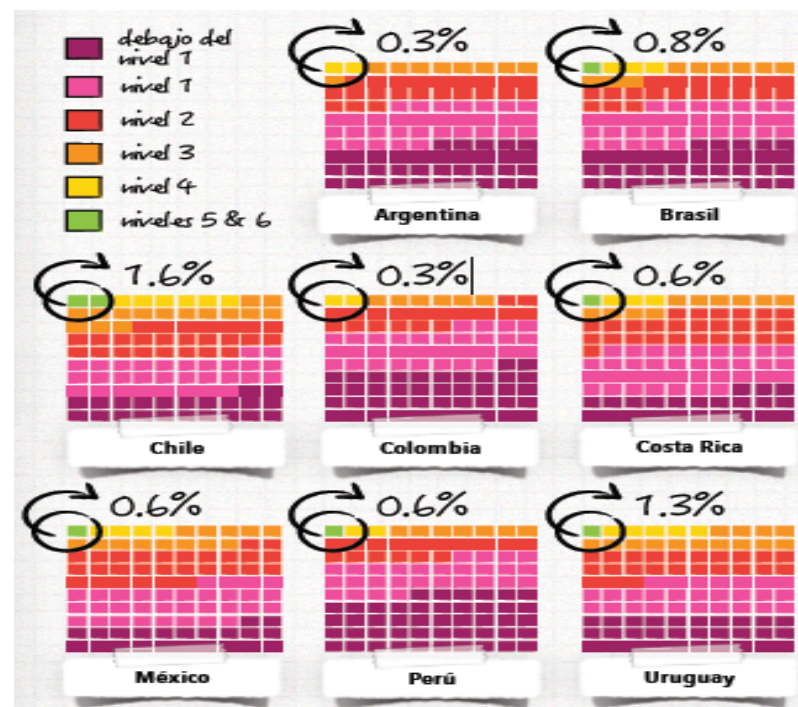 debajo del
nivel 1
nivel 1
nivel 2
nivel 3
nivel 4
niveles 5 & 6
0.3%
0.8%
Argentina
Brasil
1.6%
0.3%
0.6%
Chile
Colombia
Costa Rica
0.6%
0.6%
1.3%
México
Perú
Uruguay